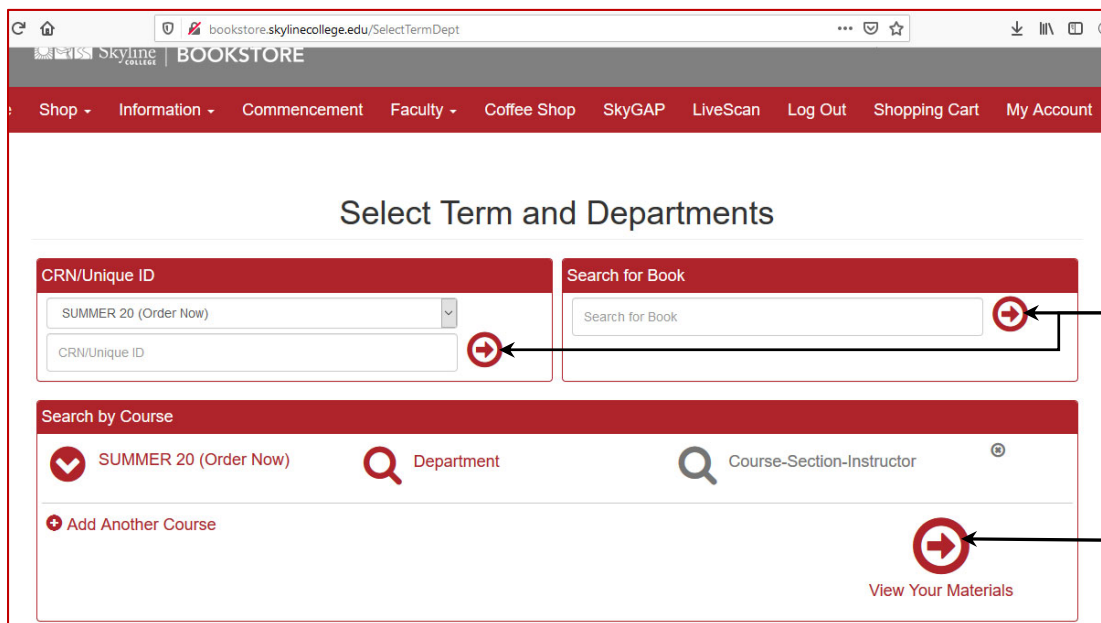 bookstore.skylinecollege.edu/SelectTermDept
Skyline COLLEGE | BOOKSTORE
Shop Information Commencement Faculty Coffee Shop SkyGAP LiveScan Log Out Shopping Cart My Account
Select Term and Departments
CRN/Unique ID
SUMMER 20 (Order Now)
CRN/Unique ID
Search for Book
Search for Book
Search by Course
SUMMER 20 (Order Now) Department Course-Section-Instructor
Add Another Course
View Your Materials